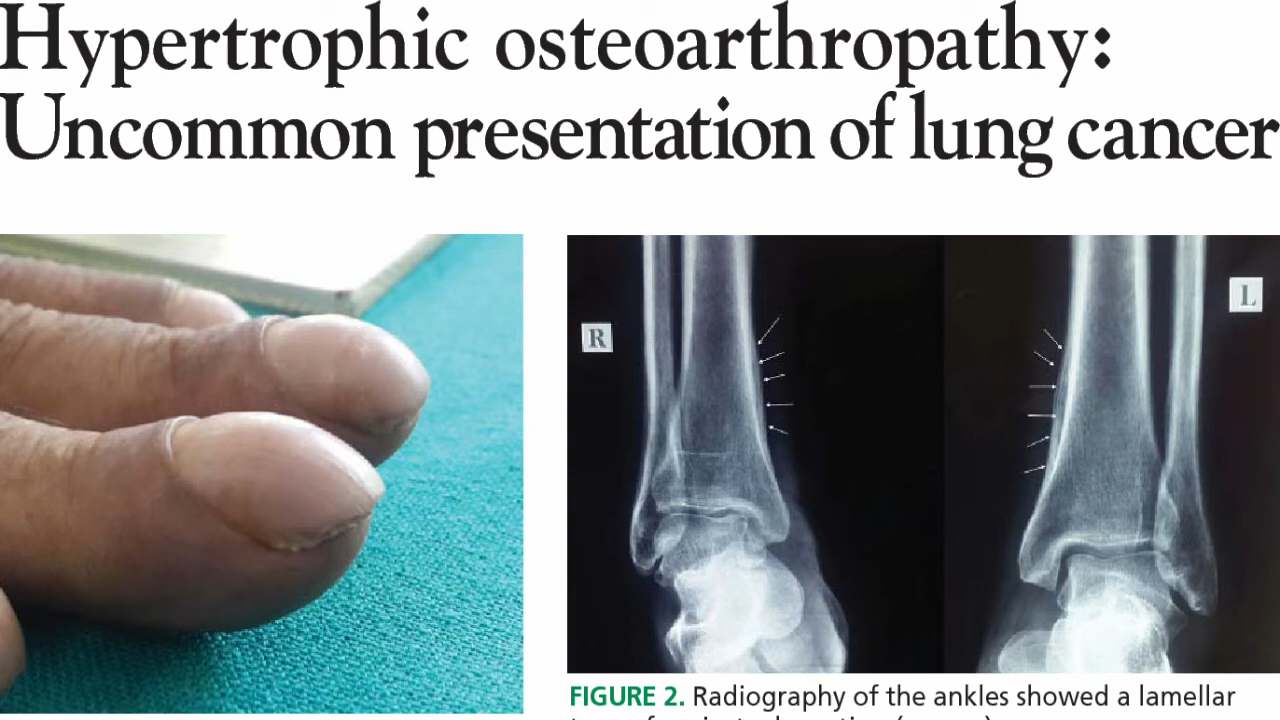 Hypertrophic osteoarthropathy:
Uncommon presentation of lung cancer
R
L
FIGURE 2. Radiography of the ankles showed a lamellar